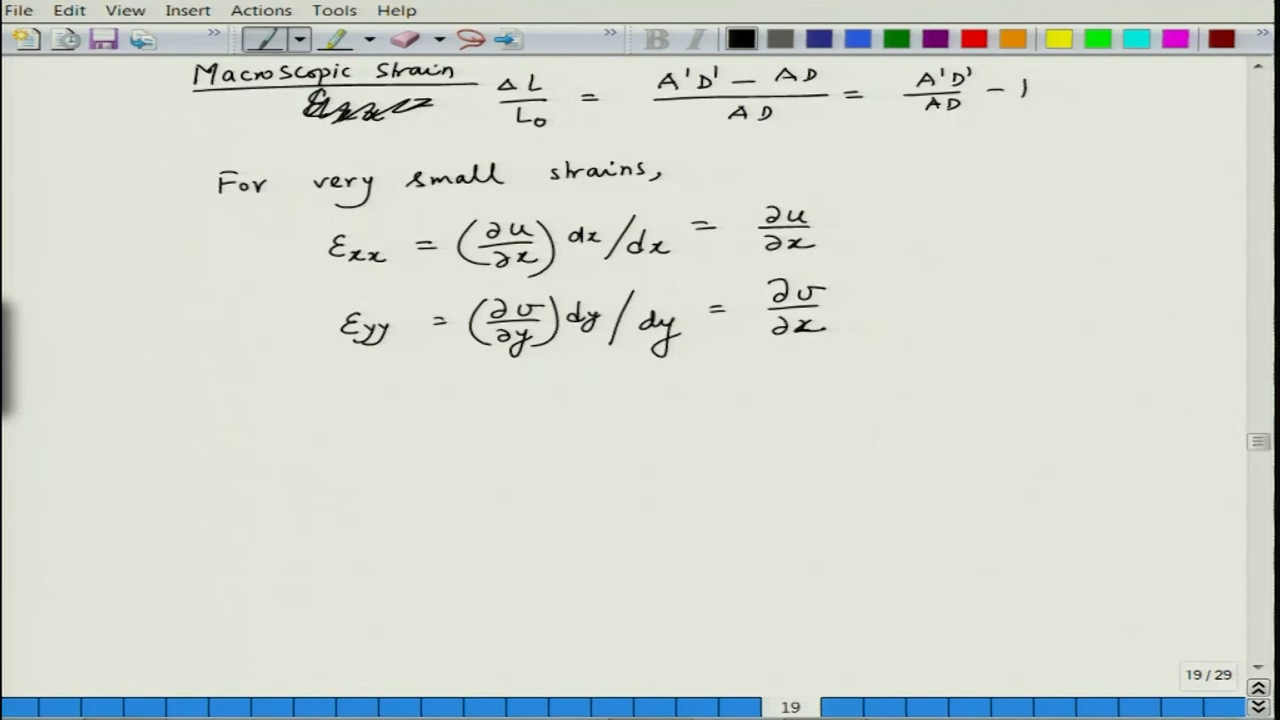 File Edit View Insert Actions Tools Help
Macroscopic Strain ΔL/L₀ = (A'D' − AD)/AD = A'D'/AD − 1
For very small strains,
εxx = (∂u/∂x) dx/dx = ∂u/∂x
εyy = (∂v/∂y) dy/dy = ∂v/∂x
19 / 29
19